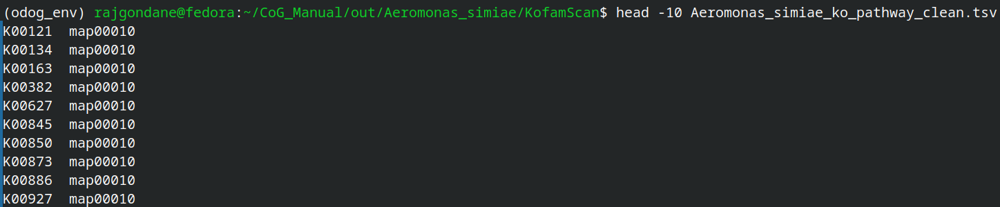 (odog_env) rajgondane@fedora:~/CoG_Manual/out/Aeromonas_simiae/KofamScan$ head -10 Aeromonas_simiae_ko_pathway_clean.tsv
K00121  map00010
K00134  map00010
K00163  map00010
K00382  map00010
K00627  map00010
K00845  map00010
K00850  map00010
K00873  map00010
K00886  map00010
K00927  map00010